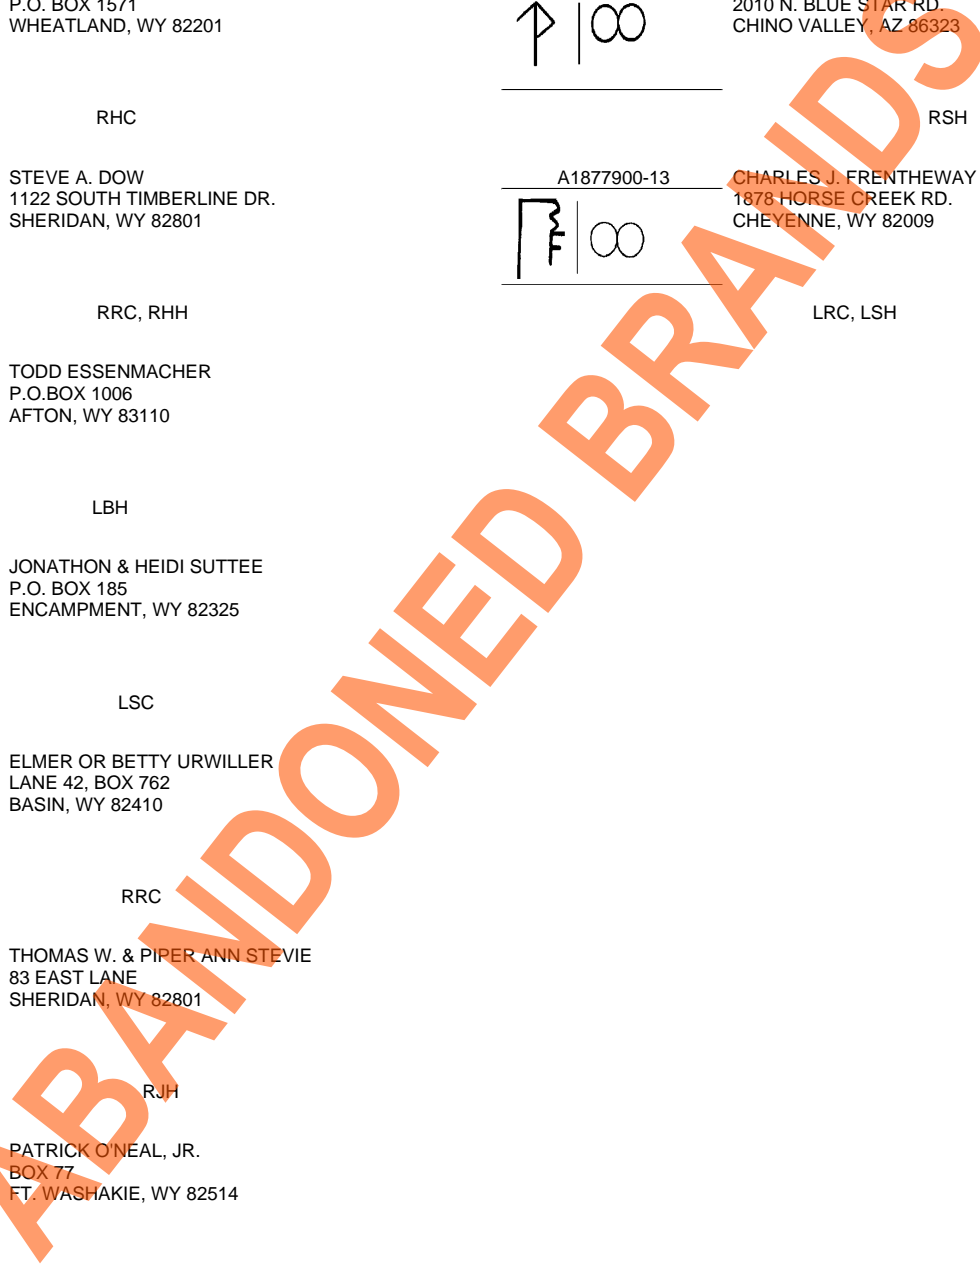 P.O. BOX 1571
WHEATLAND, WY 82201
RHC
STEVE A. DOW
1122 SOUTH TIMBERLINE DR.
SHERIDAN, WY 82801
RRC, RHH
TODD ESSENMACHER
P.O.BOX 1006
AFTON, WY 83110
LBH
JONATHON & HEIDI SUTTEE
P.O. BOX 185
ENCAMPMENT, WY 82325
LSC
ELMER OR BETTY URWILLER
LANE 42, BOX 762
BASIN, WY 82410
RRC
THOMAS W. & PIPER ANN STEVIE
83 EAST LANE
SHERIDAN, WY 82801
RJH
PATRICK O'NEAL, JR.
BOX 77
FT. WASHAKIE, WY 82514
2010 N. BLUE STAR RD.
CHINO VALLEY, AZ 86323
RSH
A1877900-13
CHARLES J. FRENTHEWAY
1878 HORSE CREEK RD.
CHEYENNE, WY 82009
LRC, LSH
ABANDONED BRANDS